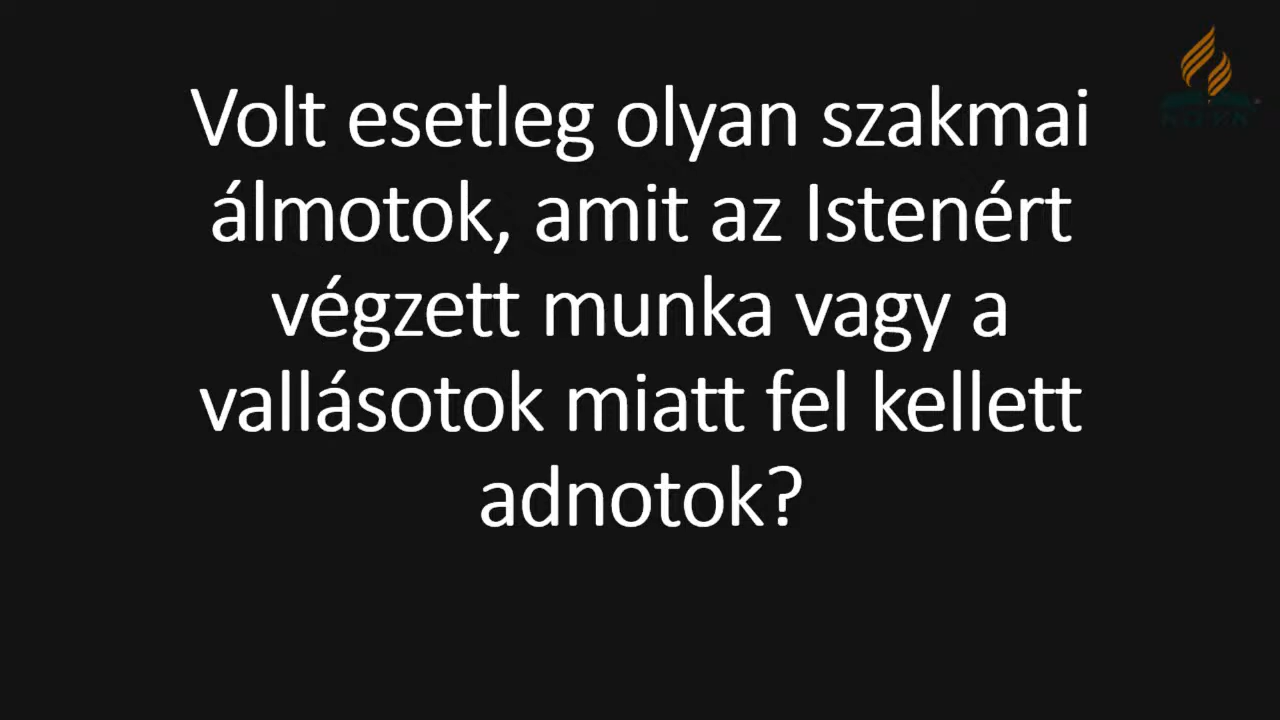 Volt esetleg olyan szakmai
álmotok, amit az Istenért
végzett munka vagy a
vallásotok miatt fel kellett
adnotok?